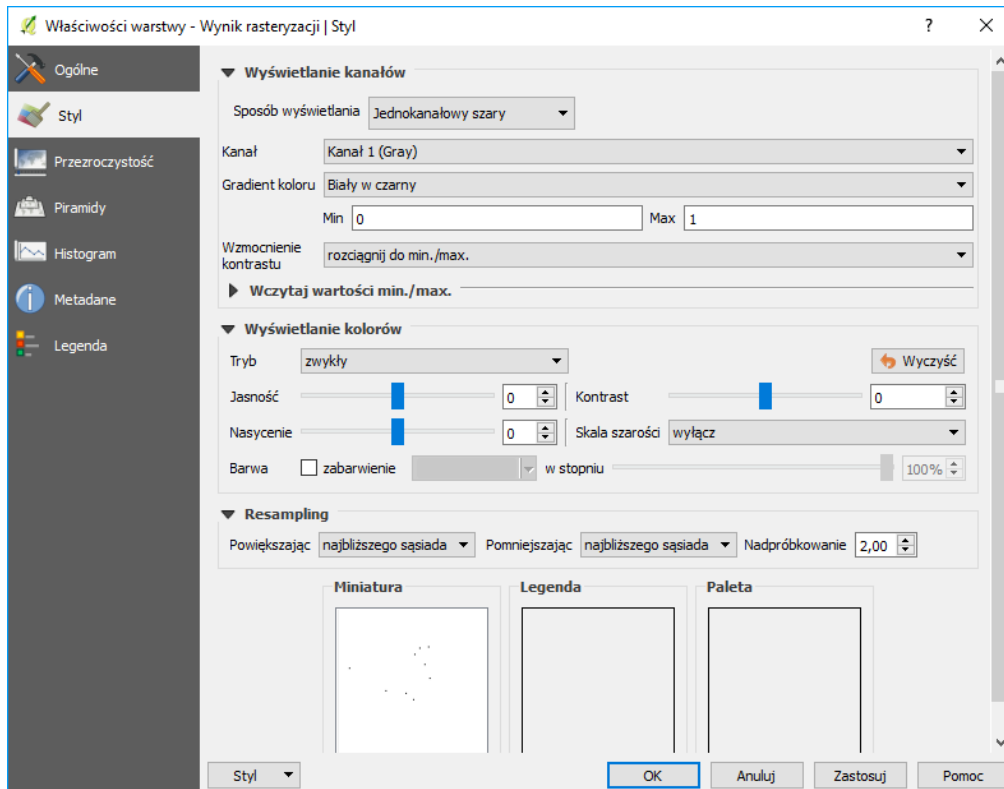 Właściwości warstwy - Wynik rasteryzacji | Styl
?
Ogólne
Styl
Przezroczystość
Piramidy
Histogram
Metadane
Legenda
Wyświetlanie kanałów
Sposób wyświetlania Jednokanałowy szary
Kanał Kanał 1 (Gray)
Gradient koloru Biały w czarny
Min 0 Max 1
Wzmocnienie kontrastu rozciągnij do min./max.
Wczytaj wartości min./max.
Wyświetlanie kolorów
Tryb zwykły Wyczyść
Jasność 0 Kontrast 0
Nasycenie 0 Skala szarości wyłącz
Barwa zabarwienie w stopniu 100%
Resampling
Powiększając najbliższego sąsiada Pomniejszając najbliższego sąsiada Nadpróbkowanie 2,00
Miniatura Legenda Paleta
Styl OK Anuluj Zastosuj Pomoc